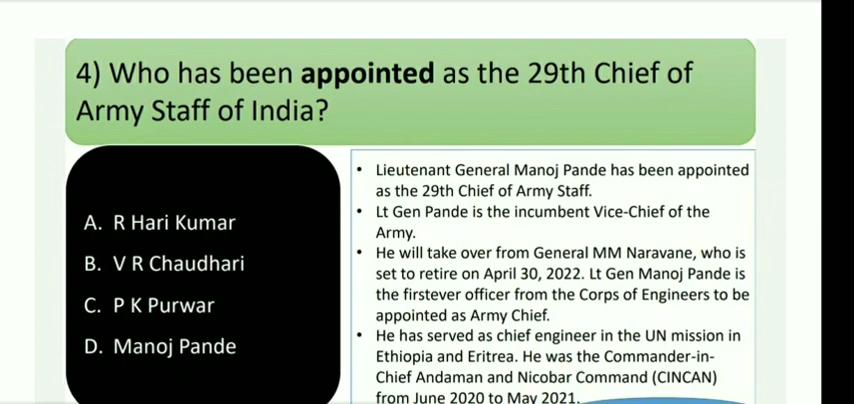 4) Who has been appointed as the 29th Chief of
Army Staff of India?
A. R Hari Kumar
B. V R Chaudhari
C. P K Purwar
D. Manoj Pande
• Lieutenant General Manoj Pande has been appointed
as the 29th Chief of Army Staff.
• Lt Gen Pande is the incumbent Vice-Chief of the
Army.
• He will take over from General MM Naravane, who is
set to retire on April 30, 2022. Lt Gen Manoj Pande is
the firstever officer from the Corps of Engineers to be
appointed as Army Chief.
• He has served as chief engineer in the UN mission in
Ethiopia and Eritrea. He was the Commander-in-
Chief Andaman and Nicobar Command (CINCAN)
from June 2020 to May 2021.